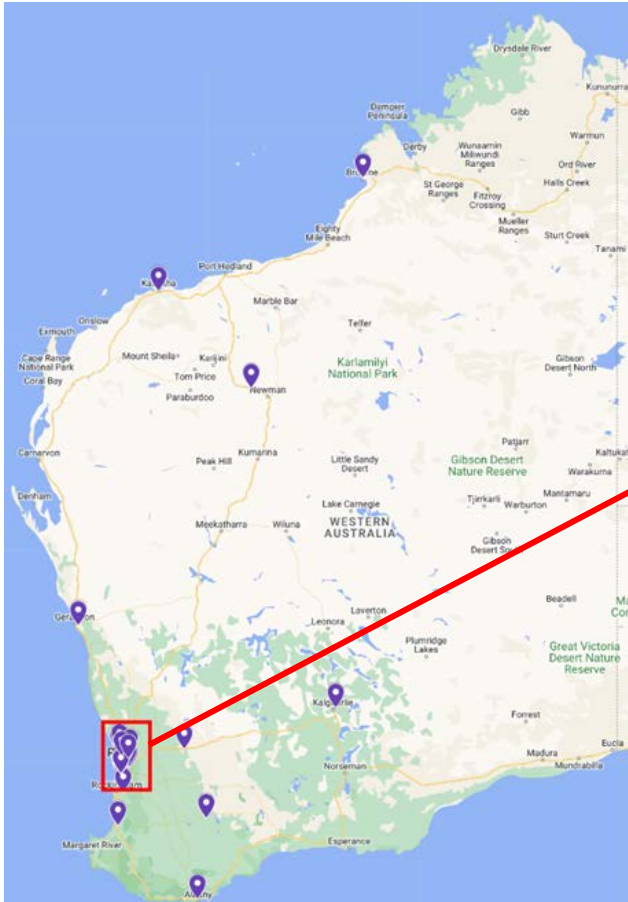 Drysdale River
Kununurra
Gibb
Dampier
Peninsula
Derby
Wunaamin
Miliwundi
Ranges
Warmun
Ord River
Halls Creek
St George
Ranges
Fitzroy
Crossing
Mueller
Ranges
Sturt Creek
Eighty
Mile Beach
Tanami
Port Hedland
Marble Bar
Onslow
Exmouth
Telfer
Cape Range
National Park
Coral Bay
Mount Sheila
Karijini
Tom Price
Paraburdoo
Newman
Karlamilyi
National Park
Gibson
Desert North
Carnarvon
Peak Hill
Kumarina
Little Sandy
Desert
Patjarr
Gibson Desert
Nature Reserve
Warakurna
Denham
Lake Carnegie
Tjirrkarli
Warburton
Mantamaru
Meekatharra
Wiluna
WESTERN
AUSTRALIA
Gibson
Laverton
Leonora
Beadell
Plumridge
Lakes
Great Victoria
Desert Nature
Reserve
Forrest
Eucla
Madura
Mundrabilla
Norseman
Margaret River
Esperance